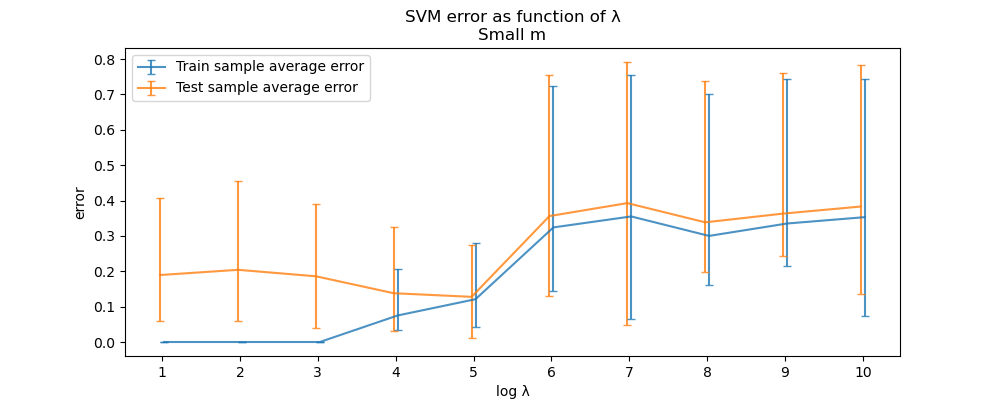 SVM error as function of λ
Small m
Train sample average error
Test sample average error
0.8
0.7
0.6
0.5
0.4
0.3
0.2
0.1
0.0
error
1 2 3 4 5 6 7 8 9 10
log λ